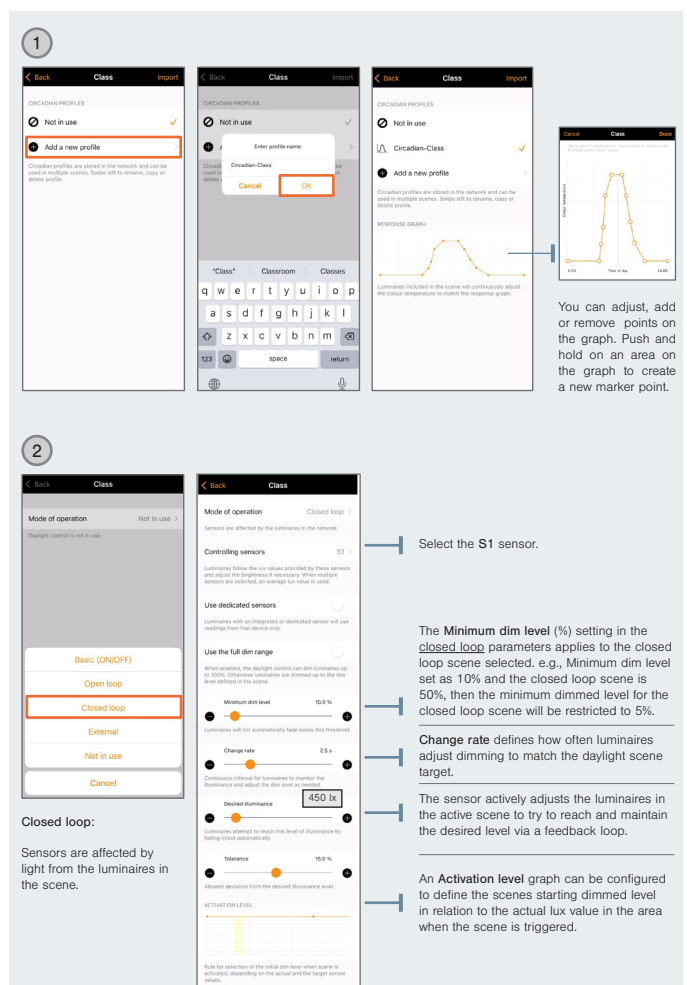 1
Back Class Import
CIRCADIAN PROFILES
Not in use
Add a new profile
Circadian profiles are stored in the network and can be
used in multiple scenes. Swipe left to rename, copy or
delete profile.
Back Class Import
CIRCADIAN PROFILES
Not in use
Enter profile name:
Circadian-Class
Cancel OK
"Class" Classroom Classes
q w e r t y u i o p
a s d f g h j k l
z x c v b n m
123 space return
Back Class Import
CIRCADIAN PROFILES
Not in use
Circadian-Class
Add a new profile
Circadian profiles are stored in the network and can be
used in multiple scenes. Swipe left to rename, copy or
delete profile.
RESPONSE GRAPH
Luminaires included in the scene will continuously adjust
the colour temperature to match the response graph.
Cancel Class Done
Colour temperature
Time of day 24:00
You can adjust, add
or remove points on
the graph. Push and
hold on an area on
the graph to create
a new marker point.
2
Back Class
Mode of operation Not in use
Daylight control is not in use.
Basic (ON/OFF)
Open loop
Closed loop
External
Not in use
Cancel
Closed loop:
Sensors are affected by
light from the luminaires in
the scene.
Back Class
Mode of operation Closed loop
Sensors are affected by the luminaires in the network.
Controlling sensors S1
Luminaires follow the lux values provided by these sensors
and adjust the brightness if necessary. When multiple
sensors are selected, an average lux value is used.
Use dedicated sensors
Luminaires with an integrated or dedicated sensor will use
readings from that device only.
Use the full dim range
When enabled, the daylight control can dim luminaires up
to 100%. Otherwise luminaires are dimmed up to the dim
level defined in the scene.
Minimum dim level 10.0 %
Luminaires will not automatically fade below this threshold.
Change rate 2.5 s
Continuous interval for luminaires to monitor the
illuminance and adjust the dim level as needed.
Desired illuminance 450 lx
Luminaires attempt to reach this level of illuminance by
fading in/out automatically.
Tolerance 15.0 %
Allowed deviation from the desired illuminance level.
ACTIVATION LEVEL
Rule for selection of the initial dim level when scene is
activated, depending on the actual and the target sensor
values.
Select the S1 sensor.
The Minimum dim level (%) setting in the
closed loop parameters applies to the closed
loop scene selected. e.g., Minimum dim level
set as 10% and the closed loop scene is
50%, then the minimum dimmed level for the
closed loop scene will be restricted to 5%.
Change rate defines how often luminaires
adjust dimming to match the daylight scene
target.
The sensor actively adjusts the luminaires in
the active scene to try to reach and maintain
the desired level via a feedback loop.
An Activation level graph can be configured
to define the scenes starting dimmed level
in relation to the actual lux value in the area
when the scene is triggered.